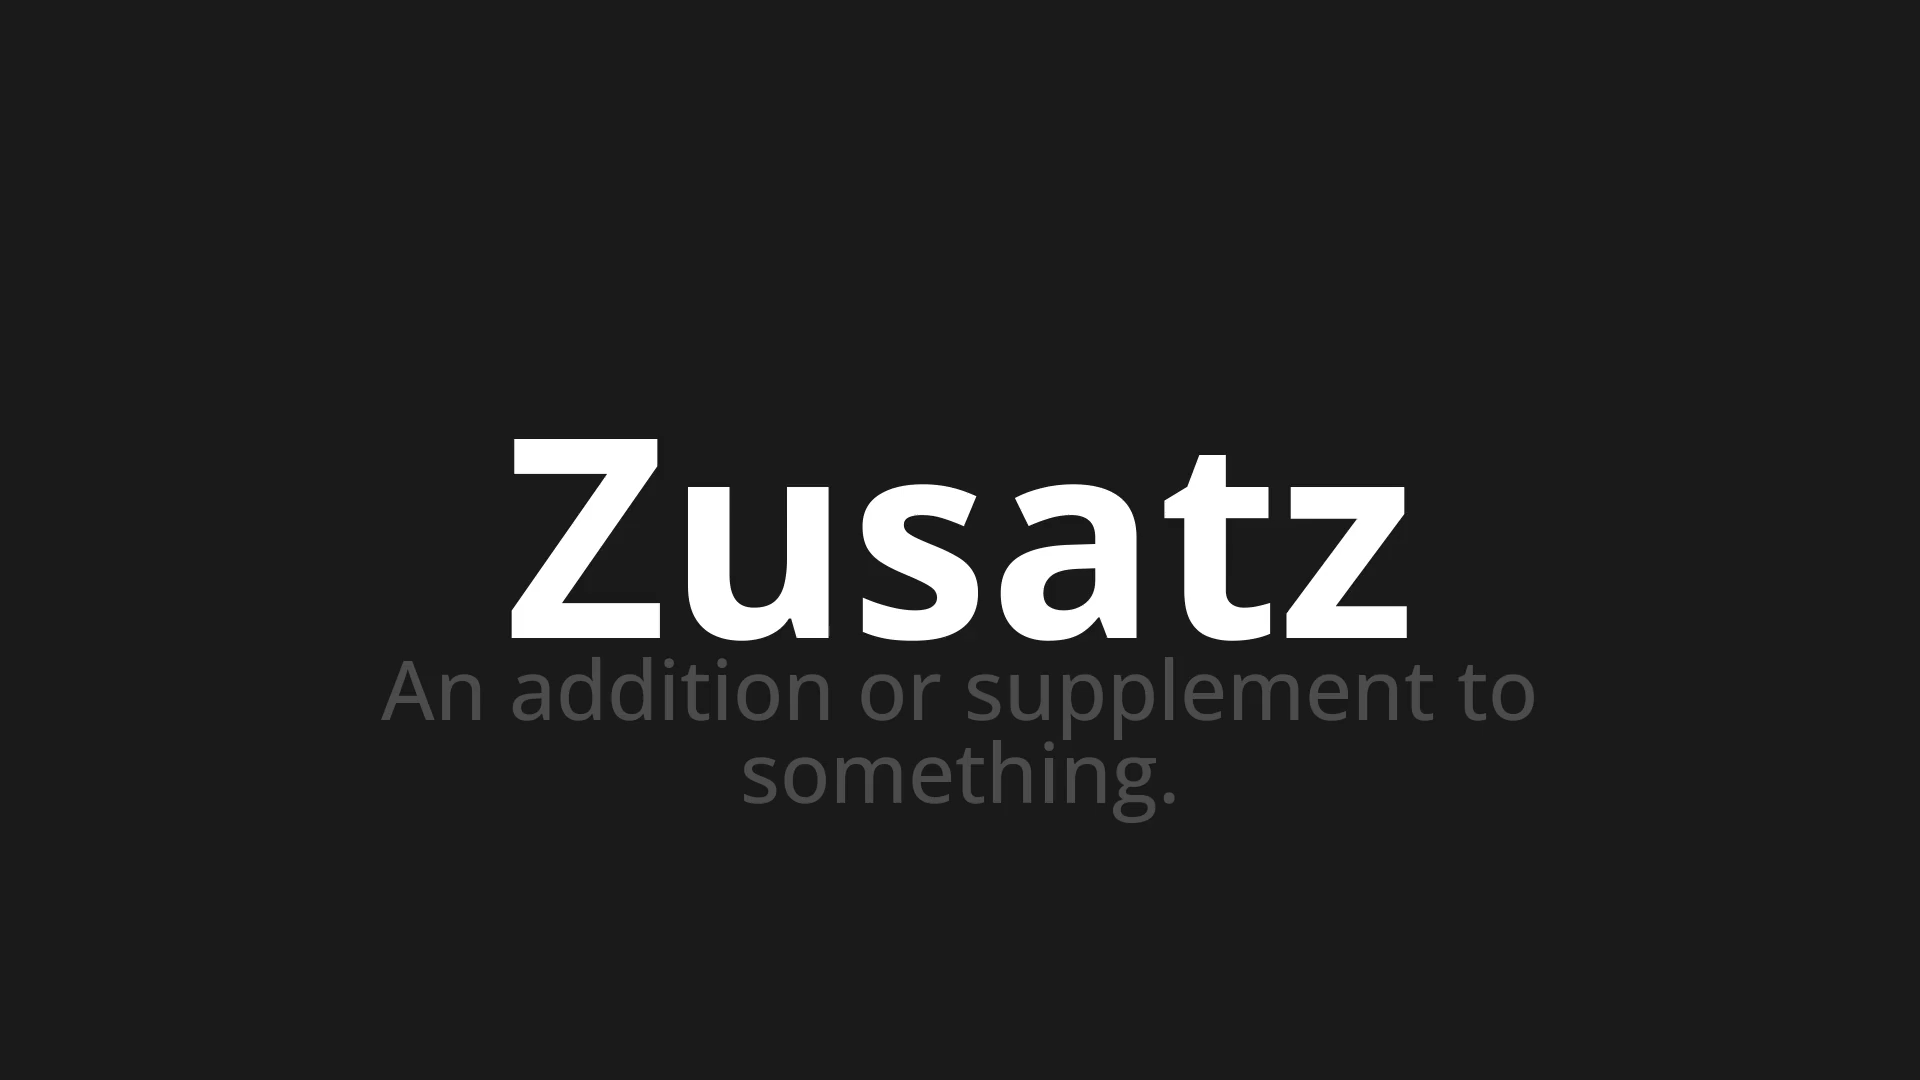 Zusatz
An addition or supplement to
something.